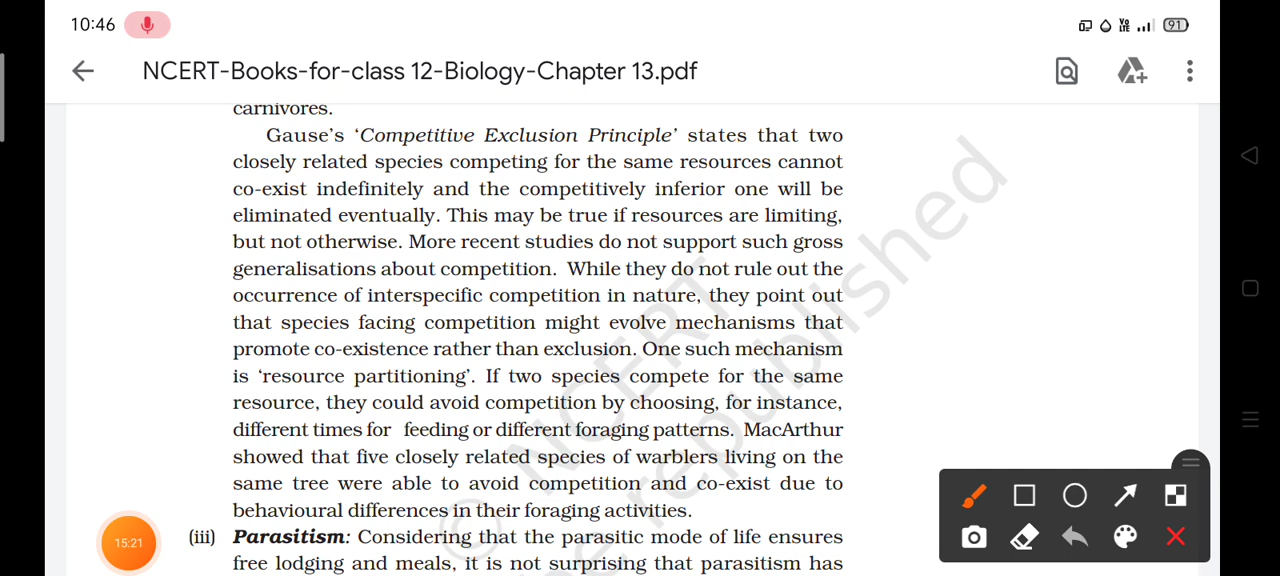 10:46
VO LTE 91
NCERT-Books-for-class 12-Biology-Chapter 13.pdf
carnivores.
Gause's 'Competitive Exclusion Principle' states that two
closely related species competing for the same resources cannot
co-exist indefinitely and the competitively inferior one will be
eliminated eventually. This may be true if resources are limiting,
but not otherwise. More recent studies do not support such gross
generalisations about competition. While they do not rule out the
occurrence of interspecific competition in nature, they point out
that species facing competition might evolve mechanisms that
promote co-existence rather than exclusion. One such mechanism
is 'resource partitioning'. If two species compete for the same
resource, they could avoid competition by choosing, for instance,
different times for feeding or different foraging patterns. MacArthur
showed that five closely related species of warblers living on the
same tree were able to avoid competition and co-exist due to
behavioural differences in their foraging activities.
(iii) Parasitism: Considering that the parasitic mode of life ensures
free lodging and meals, it is not surprising that parasitism has
© NCERT
republished
15:21